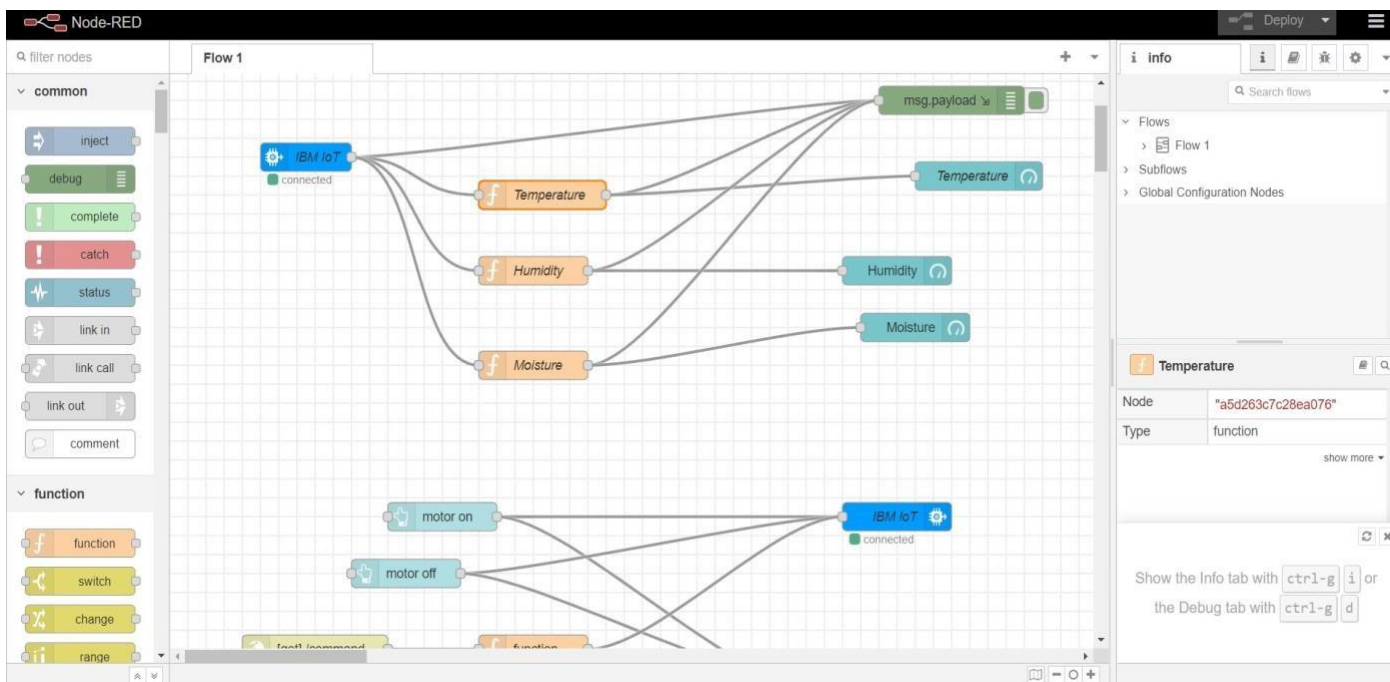 Node-RED
Deploy
filter nodes
Flow 1
info
i
Search flows
common
inject
debug
complete
catch
status
link in
link call
link out
comment
function
function
switch
change
range
IBM IoT
connected
msg.payload
Temperature
Temperature
Humidity
Humidity
Moisture
Moisture
motor on
motor off
IBM IoT
connected
[get] /command
function
Flows
Flow 1
Subflows
Global Configuration Nodes
Temperature
Node "a5d263c7c28ea076"
Type function
show more
Show the Info tab with ctrl-g i or
the Debug tab with ctrl-g d